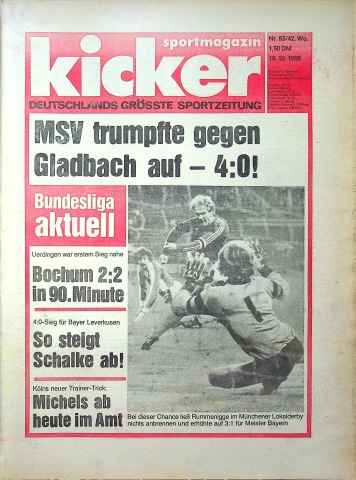 sportmagazin
kicker
DEUTSCHLANDS GRÖSSTE SPORTZEITUNG
Nr. 83/42. Wo.
1,50 DM
MSV trumpfte gegen
Gladbach auf – 4:0!
Bundesliga
aktuell
Uerdingen war erstem Sieg nahe
Bochum 2:2
in 90. Minute
4:0-Sieg für Bayer Leverkusen
So steigt
Schalke ab!
Kölns neuer Trainer-Trick:
Michels ab
heute im Amt
Bei dieser Chance ließ Rummenigge im Münchener Lokalderby
nichts anbrennen und erhöhte auf 3:1 für Meister Bayern